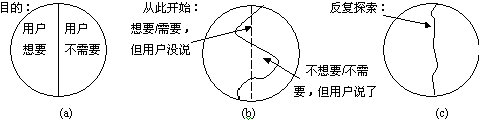 目的：
用户
想要
用户
不需要
(a)
从此开始：
想要/需要，
但用户没说
不想要/不需
要，但用户说了
(b)
反复探索：
(c)